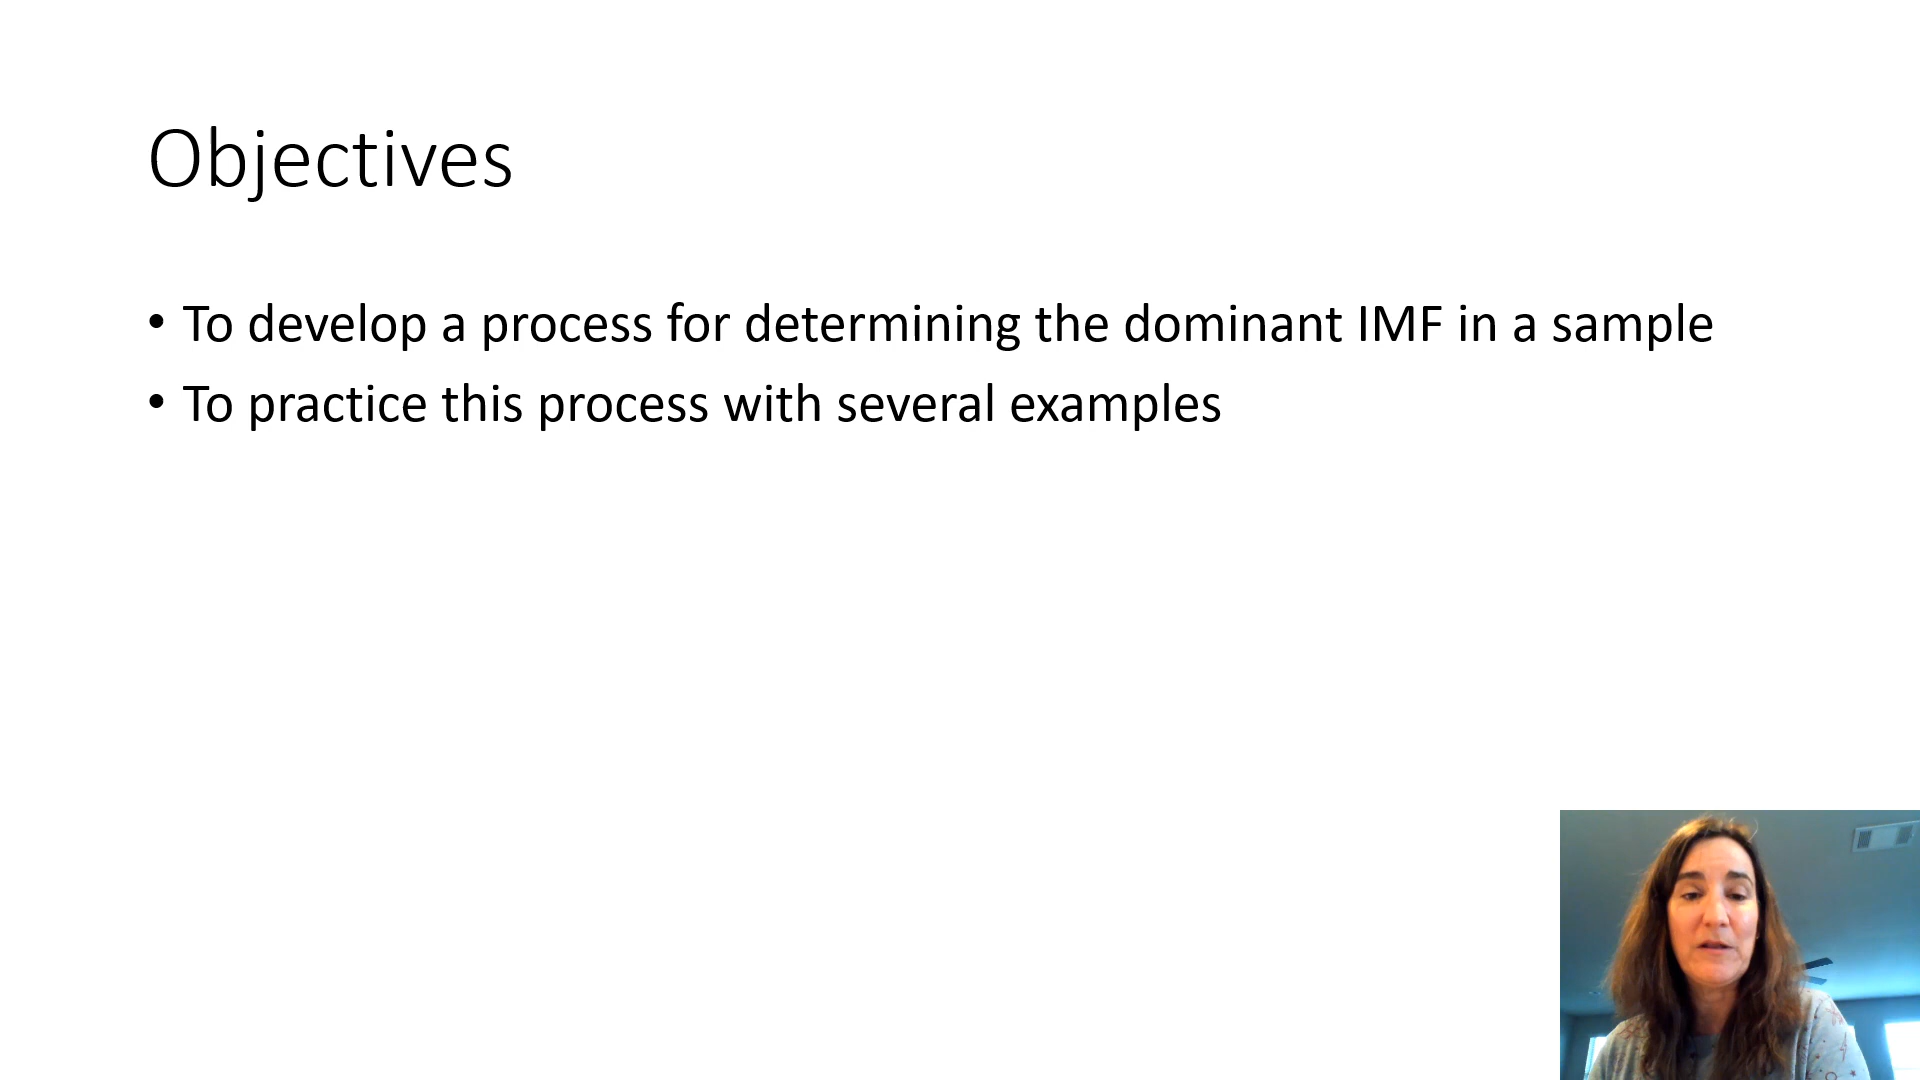 Objectives
• To develop a process for determining the dominant IMF in a sample
• To practice this process with several examples